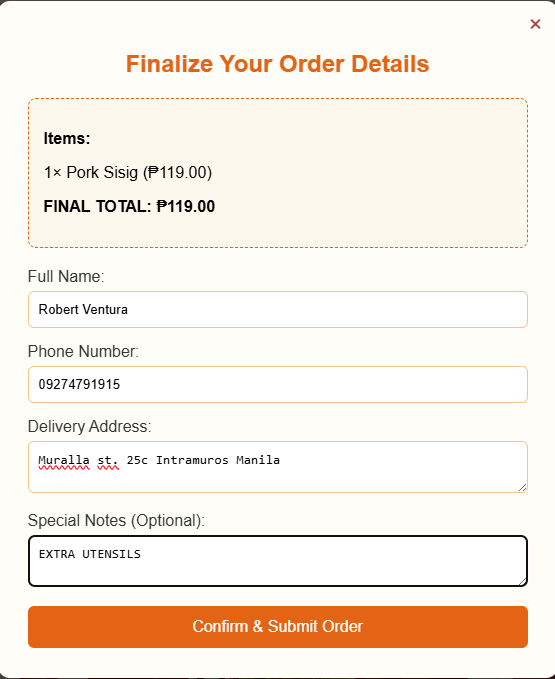 ×
Finalize Your Order Details
Items:
1× Pork Sisig (₱119.00)
FINAL TOTAL: ₱119.00
Full Name:
Robert Ventura
Phone Number:
09274791915
Delivery Address:
Muralla st. 25c Intramuros Manila
Special Notes (Optional):
EXTRA UTENSILS
Confirm & Submit Order